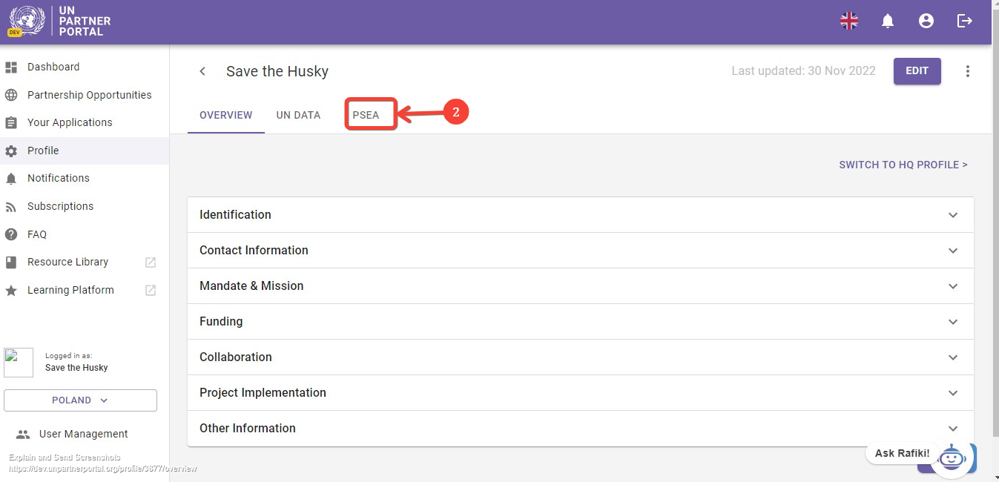 UN
PARTNER
PORTAL
DEV
Dashboard
Partnership Opportunities
Your Applications
Profile
Notifications
Subscriptions
FAQ
Resource Library
Learning Platform
Logged in as:
Save the Husky
POLAND
User Management
Explain and Send Screenshots
https://dev.unpartnerportal.org/profile/3877/overview
Save the Husky
Last updated: 30 Nov 2022
EDIT
OVERVIEW UN DATA PSEA 2
SWITCH TO HQ PROFILE >
Identification
Contact Information
Mandate & Mission
Funding
Collaboration
Project Implementation
Other Information
Ask Rafiki!